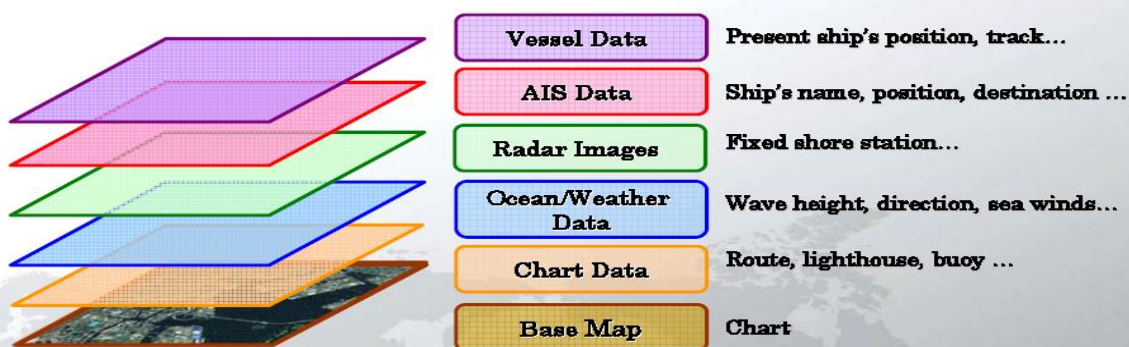 Vessel Data
Present ship's position, track...
AIS Data
Ship's name, position, destination ...
Radar Images
Fixed shore station...
Ocean/Weather
Data
Wave height, direction, sea winds...
Chart Data
Route, lighthouse, buoy ...
Base Map
Chart